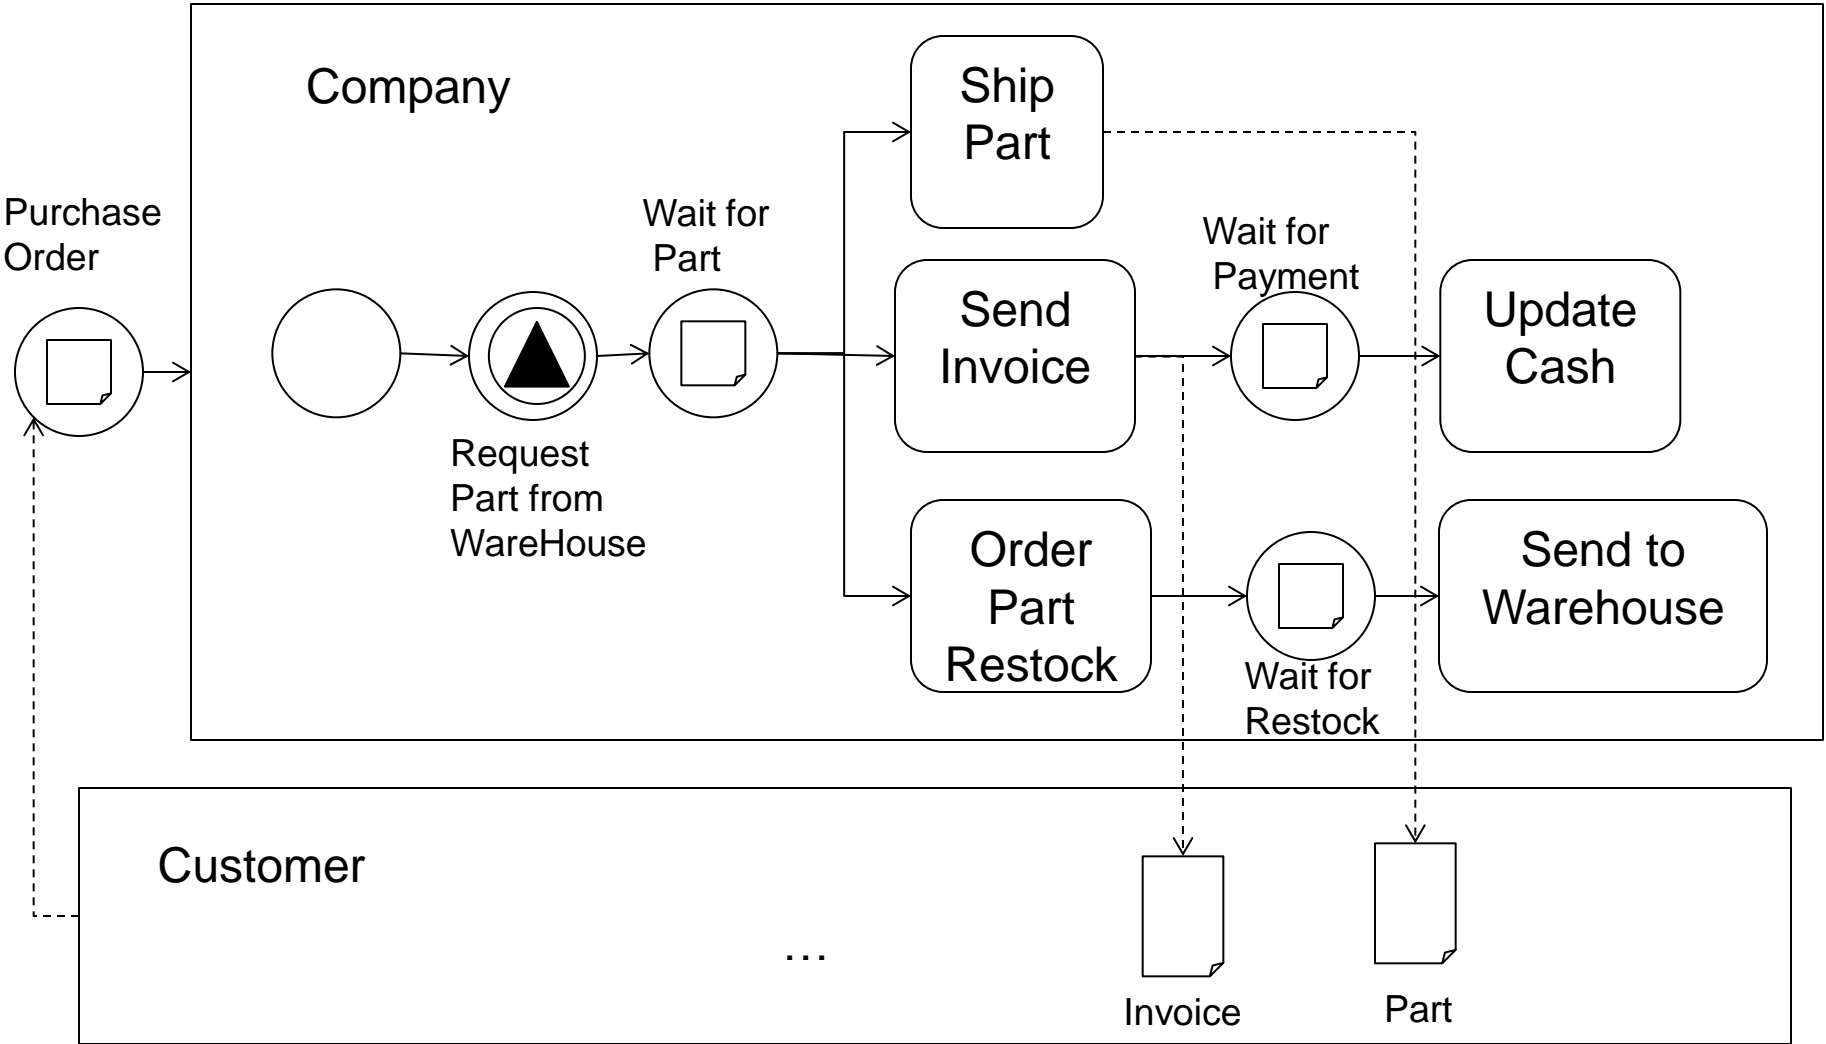 Company
Ship
Part
Purchase
Order
Wait for
Part
Wait for
Payment
Send
Invoice
Update
Cash
Request
Part from
WareHouse
Order
Part
Restock
Send to
Warehouse
Wait for
Restock
Customer
...
Invoice
Part